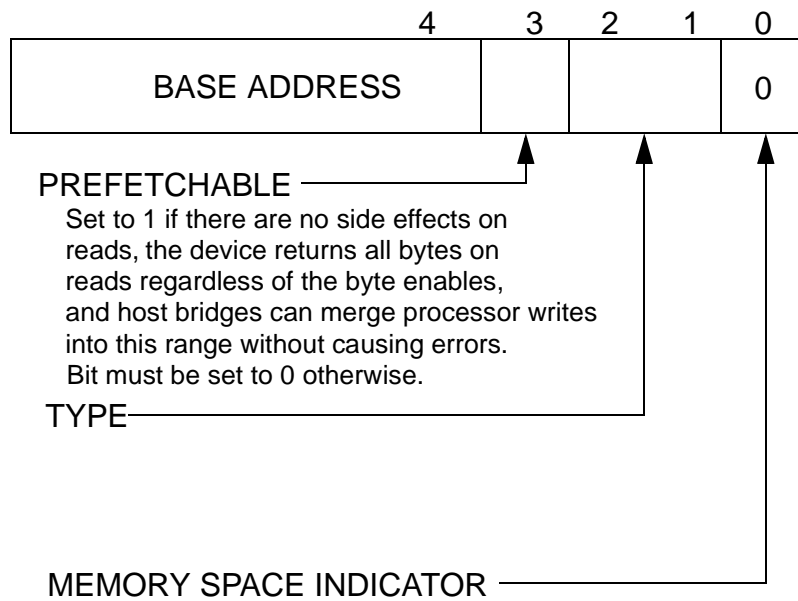 4 3 2 1 0
BASE ADDRESS 0
PREFETCHABLE
Set to 1 if there are no side effects on
reads, the device returns all bytes on
reads regardless of the byte enables,
and host bridges can merge processor writes
into this range without causing errors.
Bit must be set to 0 otherwise.
TYPE
MEMORY SPACE INDICATOR